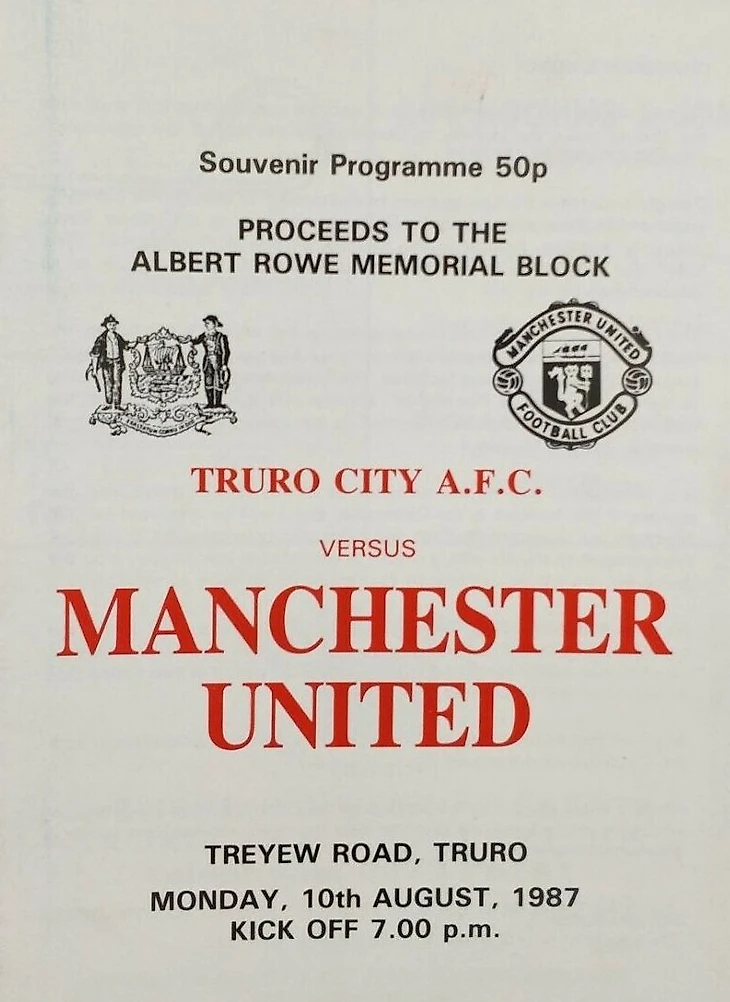 Souvenir Programme 50p
PROCEEDS TO THE
ALBERT ROWE MEMORIAL BLOCK
MANCHESTER UNITED
FOOTBALL CLUB
TRURO CITY A.F.C.
VERSUS
MANCHESTER
UNITED
TREYEW ROAD, TRURO
MONDAY, 10th AUGUST, 1987
KICK OFF 7.00 p.m.